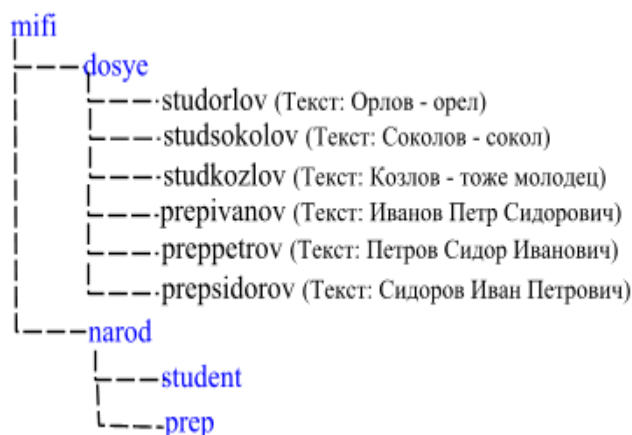 mifi
dosye
studorlov (Текст: Орлов - орел)
studsokolov (Текст: Соколов - сокол)
studkozlov (Текст: Козлов - тоже молодец)
prepivanov (Текст: Иванов Петр Сидорович)
preppetrov (Текст: Петров Сидор Иванович)
prepsidorov (Текст: Сидоров Иван Петрович)
narod
student
prep